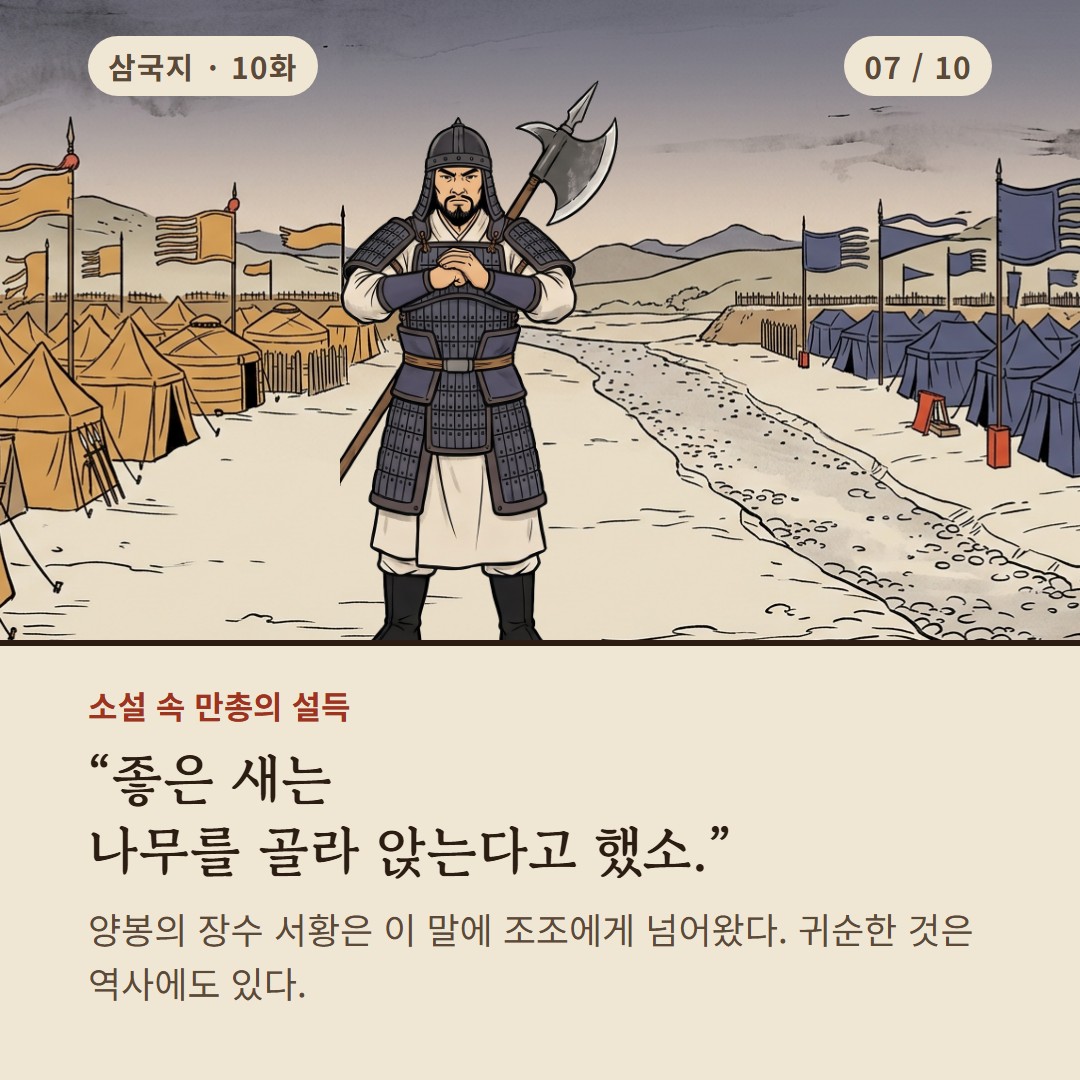 삼국지 · 10화
07 / 10
소설 속 만총의 설득
“좋은 새는
나무를 골라 앉는다고 했소.”
양봉의 장수 서황은 이 말에 조조에게 넘어왔다. 귀순한 것은
역사에도 있다.